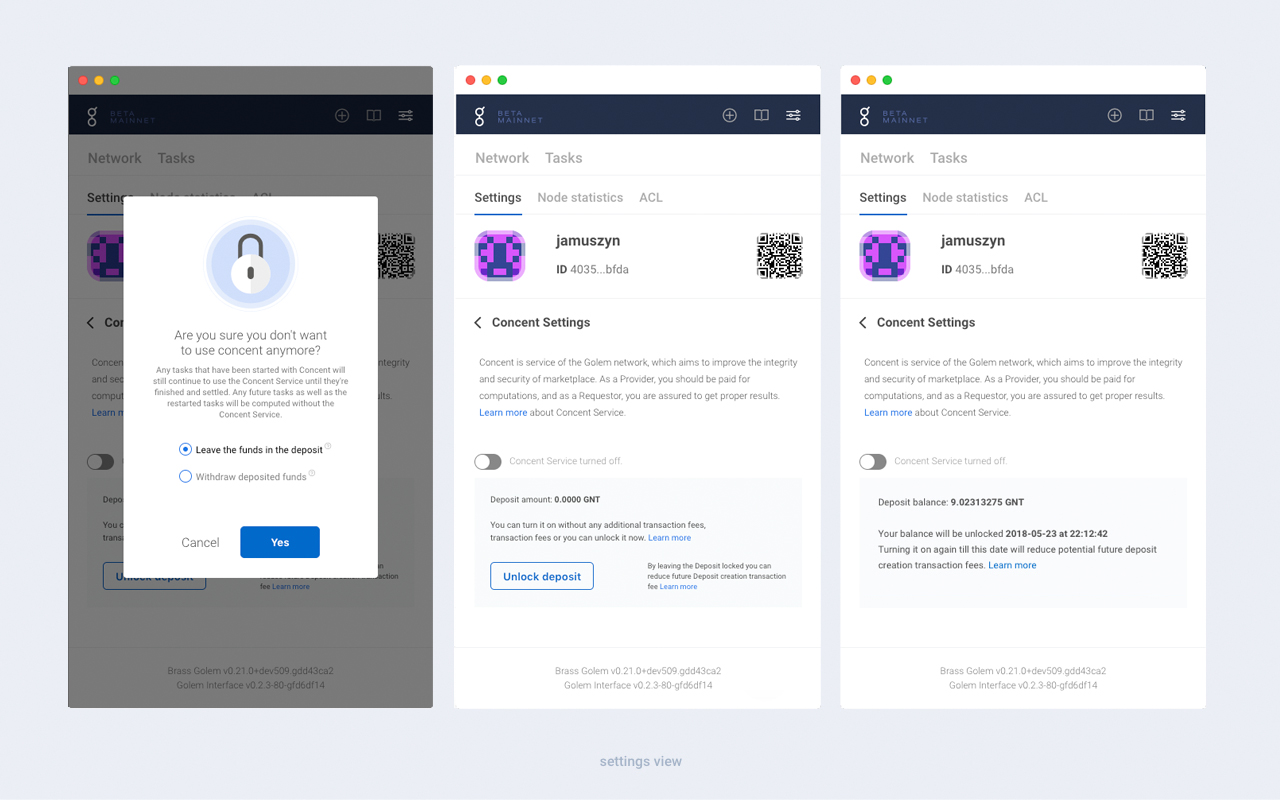 BETA
MAINNET
Network Tasks
Settings Node statistics ACL
Are you sure you don't want
to use concent anymore?
Any tasks that have been started with Concent will
still continue to use the Concent Service until they're
finished and settled. Any future tasks as well as the
restarted tasks will be computed without the
Concent Service.
Leave the funds in the deposit
Withdraw deposited funds
Cancel Yes
Unlock deposit
fee Learn more
Brass Golem v0.21.0+dev509.gdd43ca2
Golem Interface v0.2.3-80-gfd6df14
BETA
MAINNET
Network Tasks
Settings Node statistics ACL
jamuszyn
ID 4035...bfda
Concent Settings
Concent is service of the Golem network, which aims to improve the integrity
and security of marketplace. As a Provider, you should be paid for
computations, and as a Requestor, you are assured to get proper results.
Learn more about Concent Service.
Concent Service turned off.
Deposit amount: 0.0000 GNT
You can turn it on without any additional transaction fees,
transaction fees or you can unlock it now. Learn more
Unlock deposit
By leaving the Deposit locked you can
reduce future Deposit creation transaction
fee Learn more
Brass Golem v0.21.0+dev509.gdd43ca2
Golem Interface v0.2.3-80-gfd6df14
BETA
MAINNET
Network Tasks
Settings Node statistics ACL
jamuszyn
ID 4035...bfda
Concent Settings
Concent is service of the Golem network, which aims to improve the integrity
and security of marketplace. As a Provider, you should be paid for
computations, and as a Requestor, you are assured to get proper results.
Learn more about Concent Service.
Concent Service turned off.
Deposit balance: 9.02313275 GNT
Your balance will be unlocked 2018-05-23 at 22:12:42
Turning it on again till this date will reduce potential future deposit
creation transaction fees. Learn more
Brass Golem v0.21.0+dev509.gdd43ca2
Golem Interface v0.2.3-80-gfd6df14
settings view